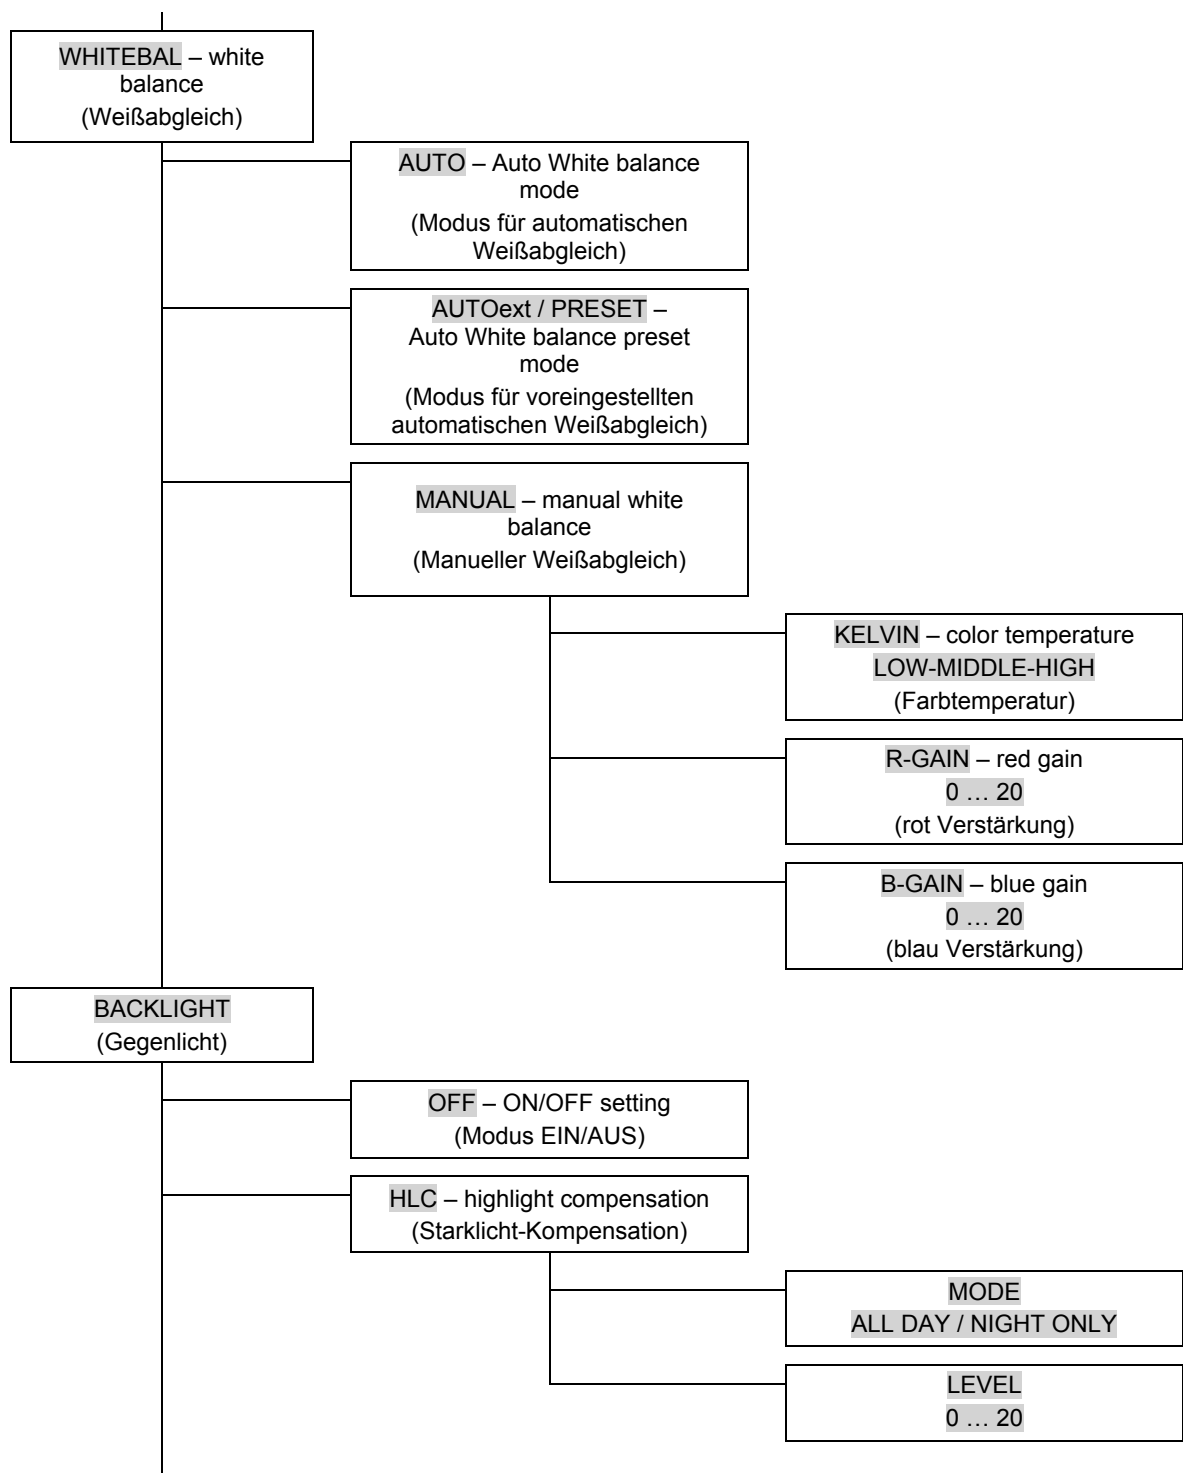 WHITEBAL – white
balance
(Weißabgleich)
AUTO – Auto White balance
mode
(Modus für automatischen
Weißabgleich)
AUTOext / PRESET –
Auto White balance preset
mode
(Modus für voreingestellten
automatischen Weißabgleich)
MANUAL – manual white
balance
(Manueller Weißabgleich)
KELVIN – color temperature
LOW-MIDDLE-HIGH
(Farbtemperatur)
R-GAIN – red gain
0 … 20
(rot Verstärkung)
B-GAIN – blue gain
0 … 20
(blau Verstärkung)
BACKLIGHT
(Gegenlicht)
OFF – ON/OFF setting
(Modus EIN/AUS)
HLC – highlight compensation
(Starklicht-Kompensation)
MODE
ALL DAY / NIGHT ONLY
LEVEL
0 … 20